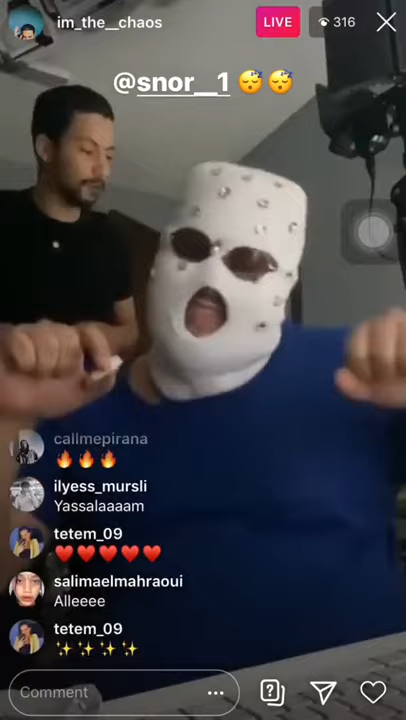 im_the__chaos
LIVE
316
@snor__1 😴 😴
callmepirana
🔥🔥🔥
ilyess_mursli
Yassalaaaam
tetem_09
❤️❤️❤️❤️❤️
salimaelmahraoui
Alleeee
tetem_09
✨✨✨✨
Comment